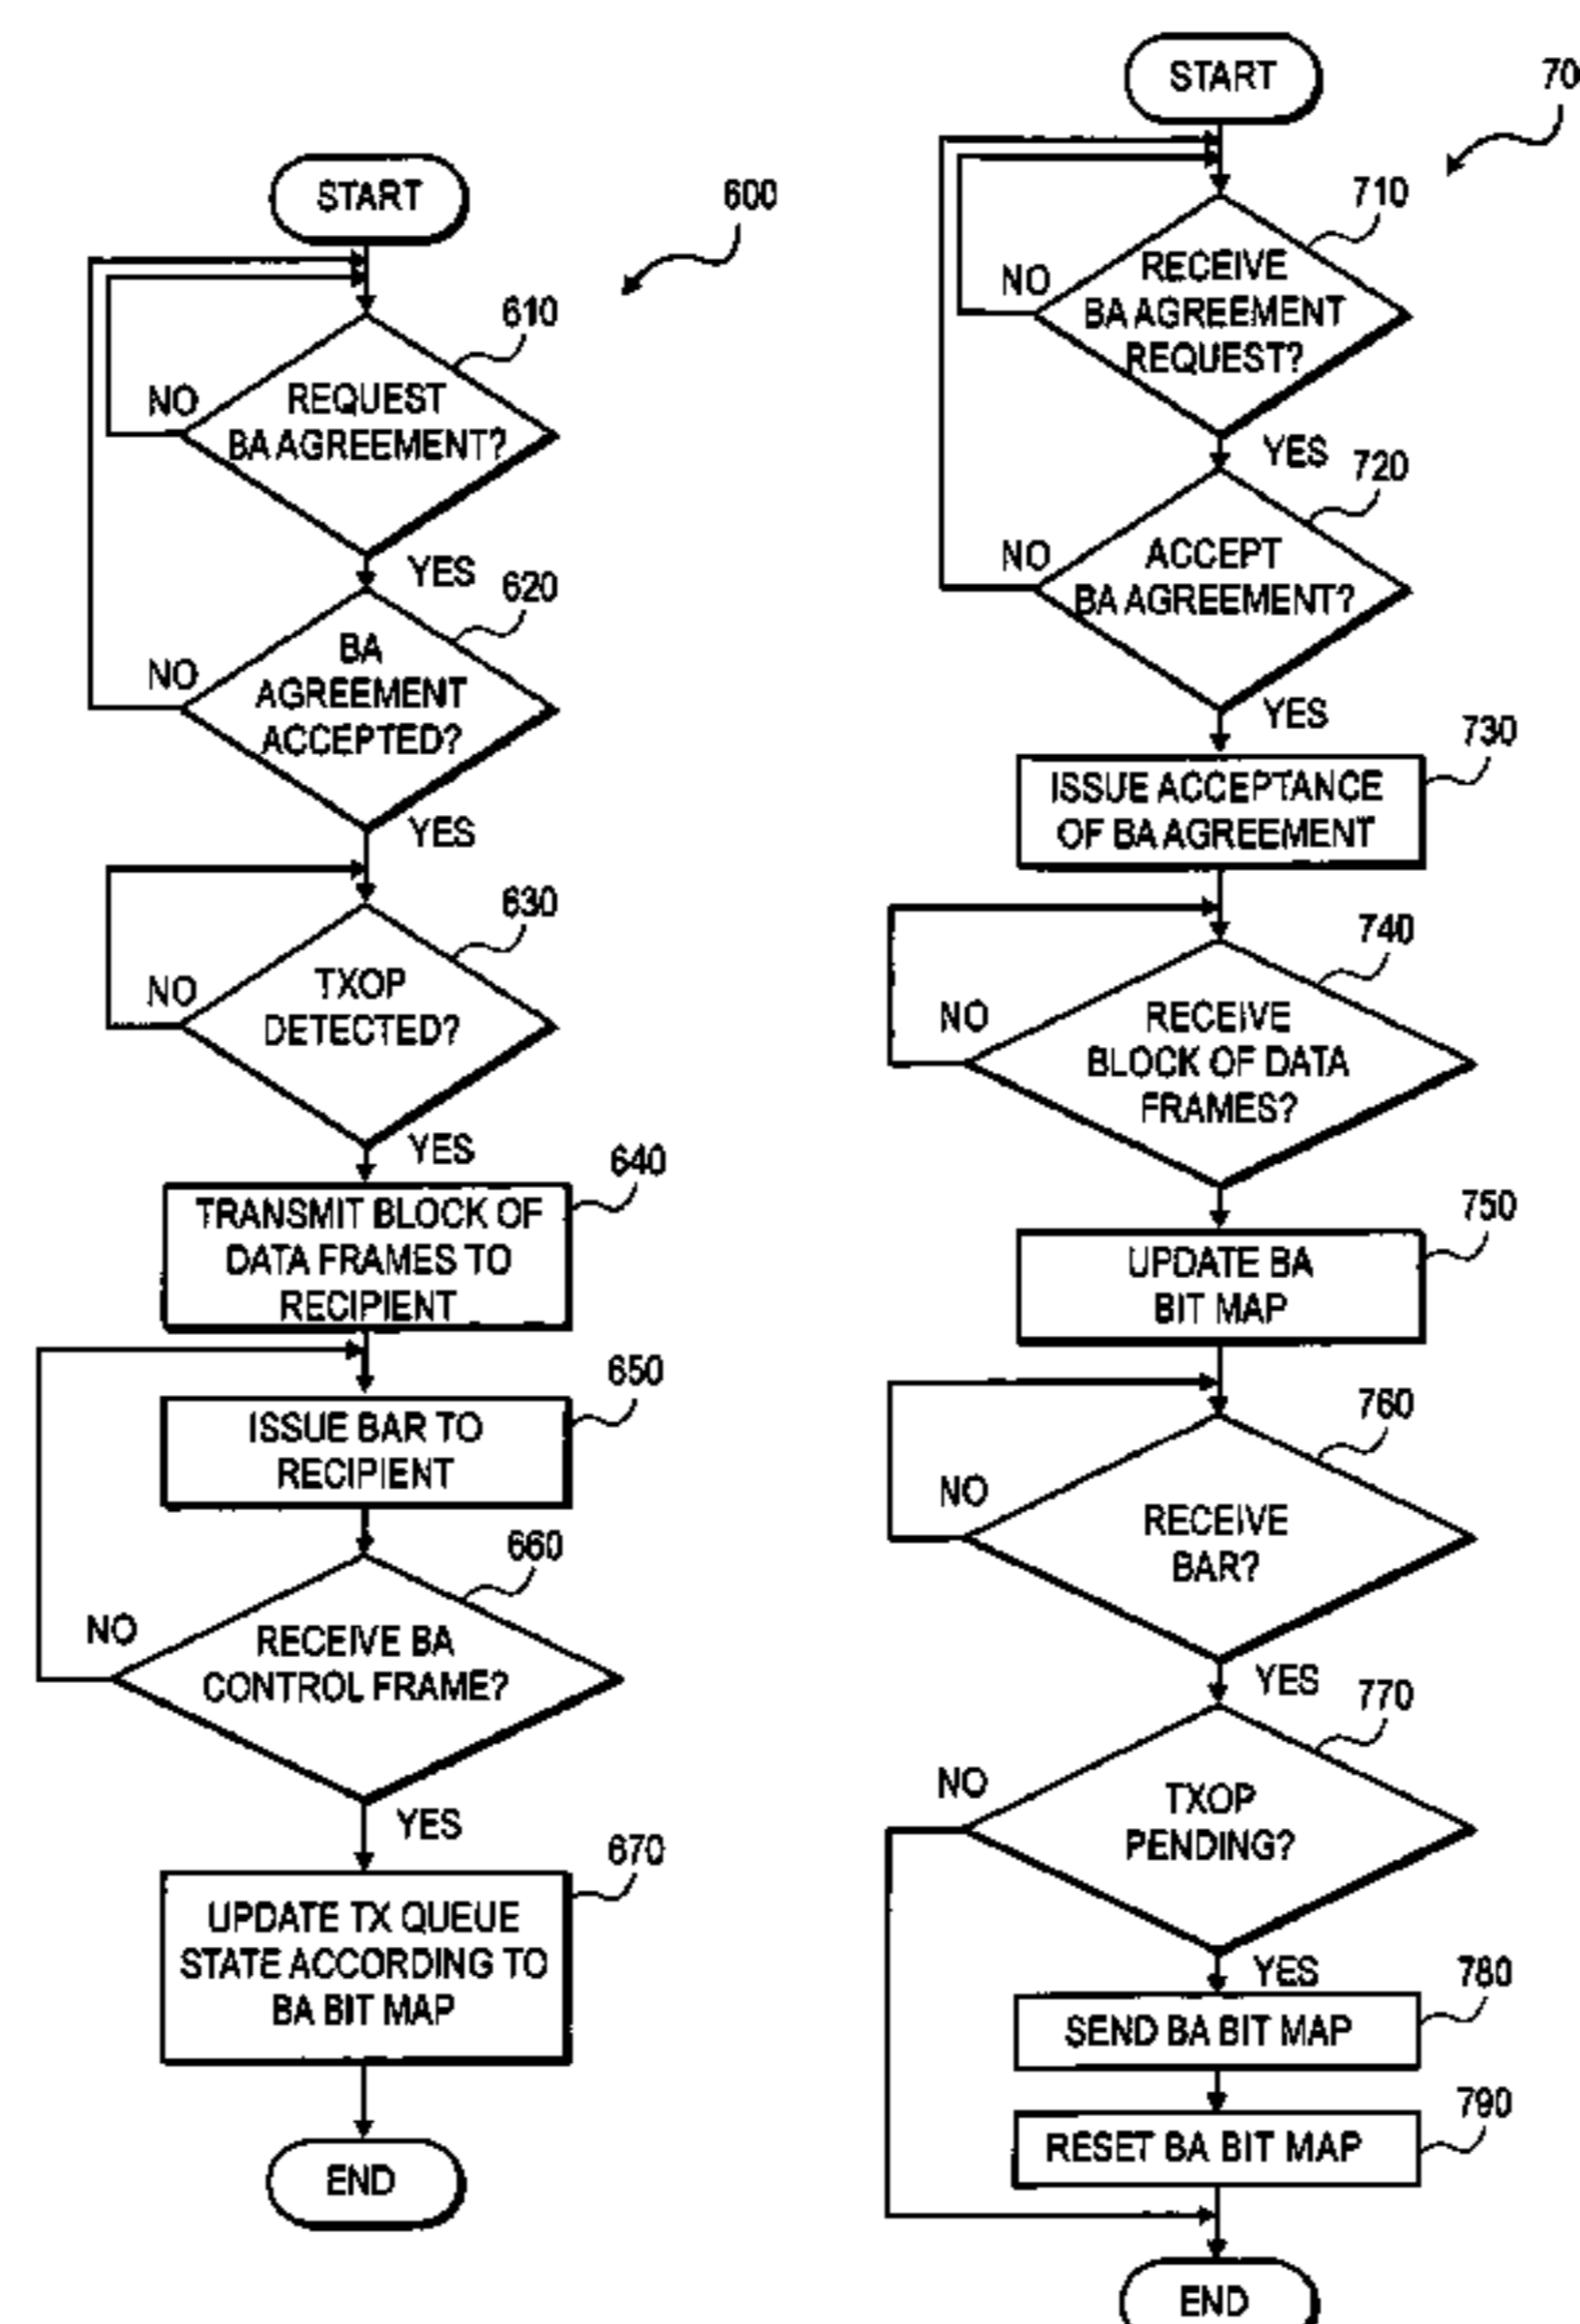 START
600
610
REQUEST
BA AGREEMENT?
NO
YES
620
BA
AGREEMENT
ACCEPTED?
NO
YES
630
TXOP
DETECTED?
NO
YES
640
TRANSMIT BLOCK OF
DATA FRAMES TO
RECIPIENT
650
ISSUE BAR TO
RECIPIENT
660
RECEIVE BA
CONTROL FRAME?
NO
YES
670
UPDATE TX QUEUE
STATE ACCORDING TO
BA BIT MAP
END
START
70
710
RECEIVE
BA AGREEMENT
REQUEST?
NO
YES
720
ACCEPT
BA AGREEMENT?
NO
YES
730
ISSUE ACCEPTANCE
OF BA AGREEMENT
740
RECEIVE
BLOCK OF DATA
FRAMES?
NO
750
UPDATE BA
BIT MAP
760
RECEIVE
BAR?
NO
YES
770
TXOP
PENDING?
NO
YES
780
SEND BA BIT MAP
790
RESET BA BIT MAP
END